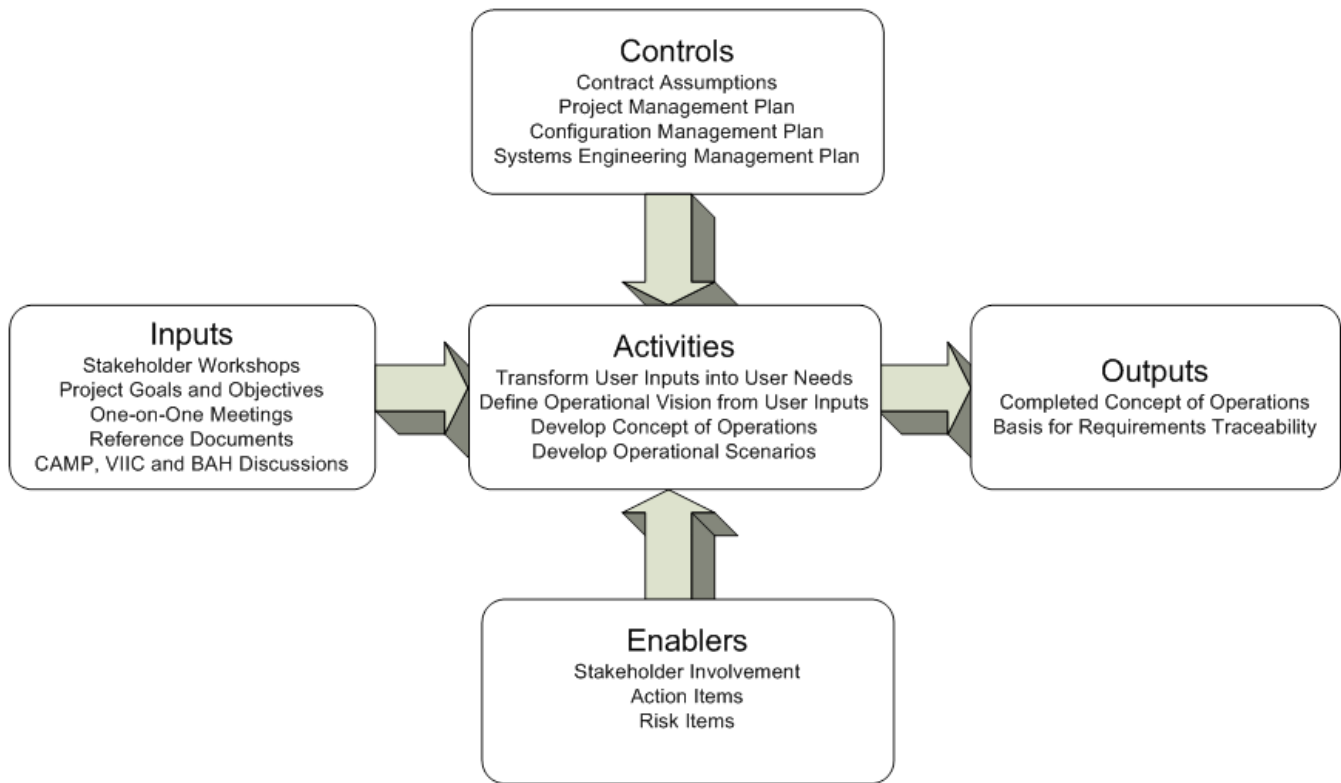 Controls
Contract Assumptions
Project Management Plan
Configuration Management Plan
Systems Engineering Management Plan
Inputs
Stakeholder Workshops
Project Goals and Objectives
One-on-One Meetings
Reference Documents
CAMP, VIIC and BAH Discussions
Activities
Transform User Inputs into User Needs
Define Operational Vision from User Inputs
Develop Concept of Operations
Develop Operational Scenarios
Outputs
Completed Concept of Operations
Basis for Requirements Traceability
Enablers
Stakeholder Involvement
Action Items
Risk Items